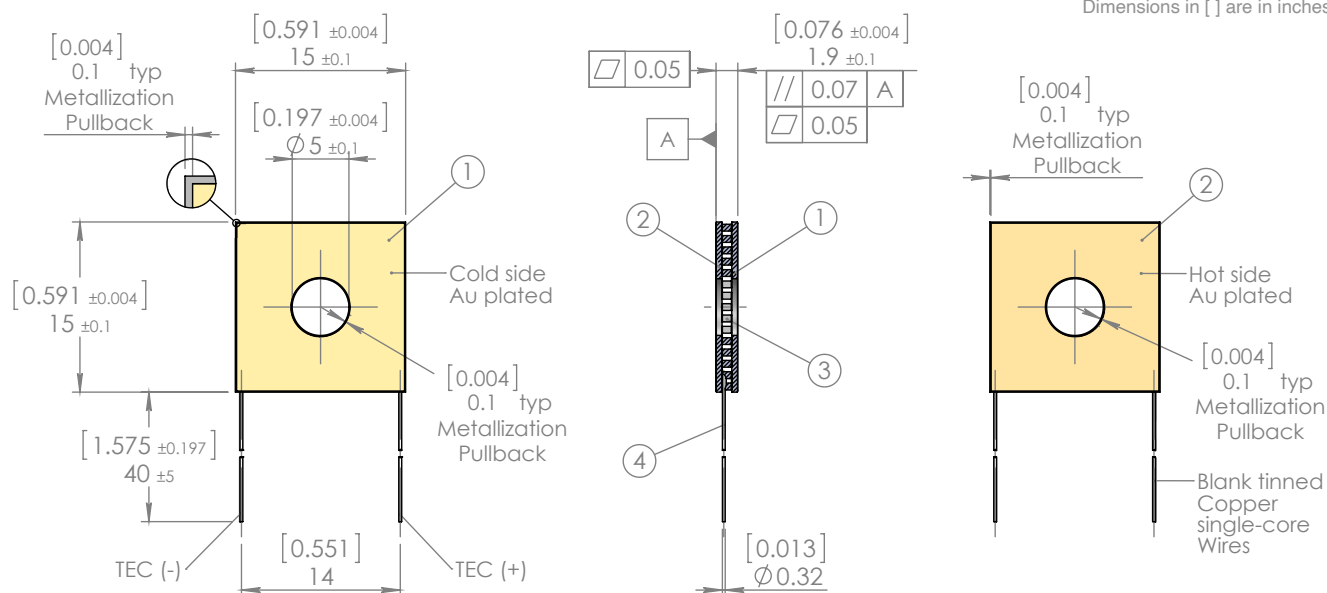 Dimensions in [ ] are in inches
[0.004]
0.1 typ
Metallization
Pullback
[0.591 ±0.004]
15 ±0.1
[0.197 ±0.004]
∅5 ±0.1
1
Cold side
Au plated
[0.591 ±0.004]
15 ±0.1
[0.004]
0.1 typ
Metallization
Pullback
[1.575 ±0.197]
40 ±5
TEC (-)
[0.551]
14
TEC (+)
⏥ 0.05
[0.076 ±0.004]
1.9 ±0.1
// 0.07 A
⏥ 0.05
A
2
1
3
4
[0.013]
∅0.32
[0.004]
0.1 typ
Metallization
Pullback
2
Hot side
Au plated
[0.004]
0.1 typ
Metallization
Pullback
Blank tinned
Copper
single-core
Wires